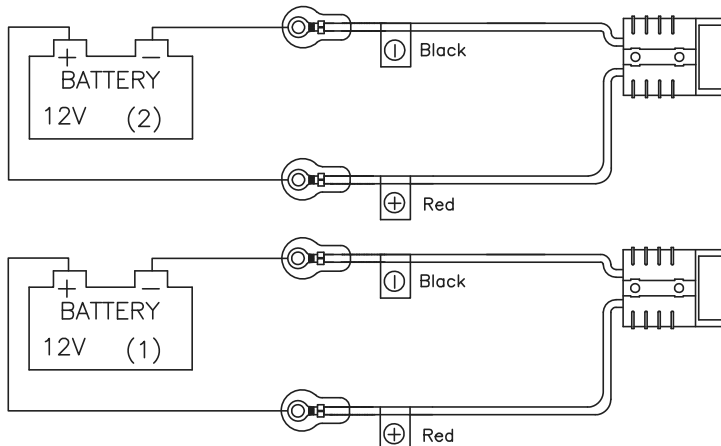 + −
BATTERY
12V (2)
− Black
+ Red
+ −
BATTERY
12V (1)
− Black
+ Red